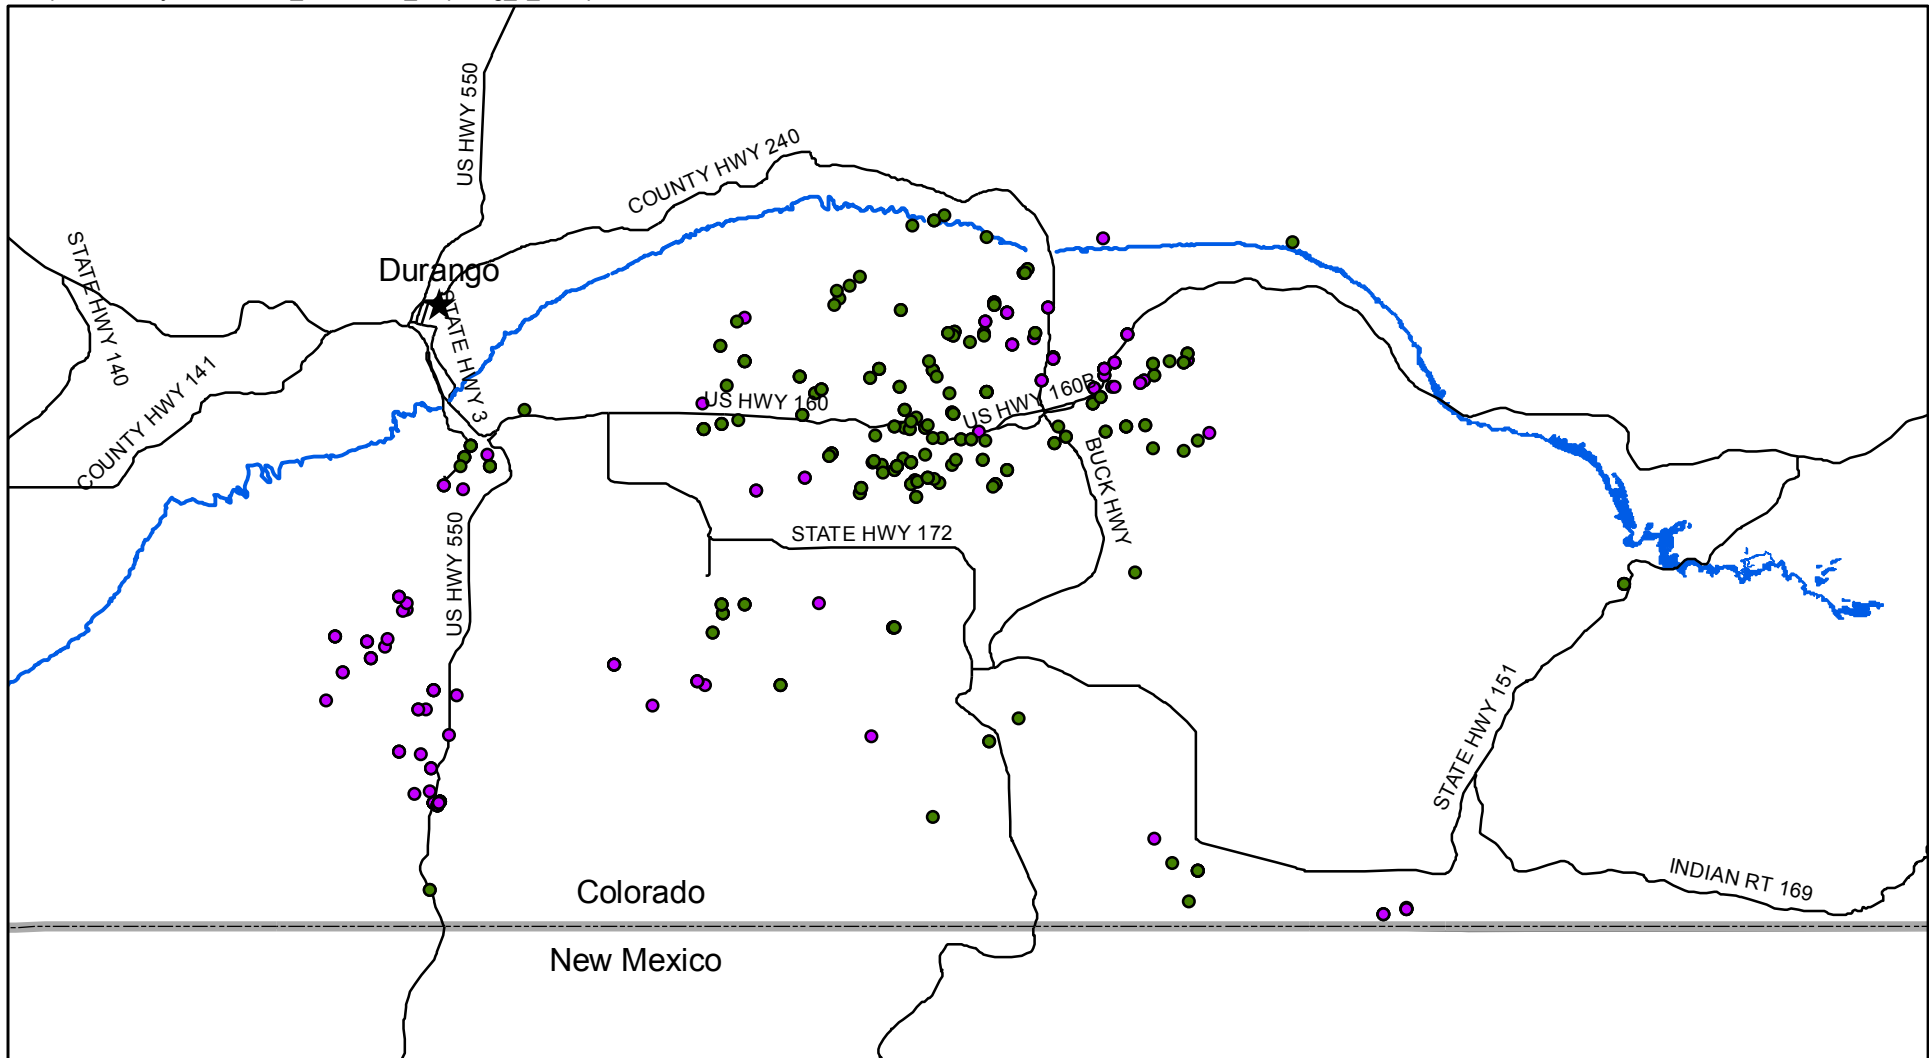 US HWY 550
COUNTY HWY 240
STATE HWY 140
Durango
STATE HWY 3
COUNTY HWY 141
US HWY 160
US HWY 160B
BUCK HWY
STATE HWY 172
US HWY 550
STATE HWY 151
INDIAN RT 169
Colorado
New Mexico